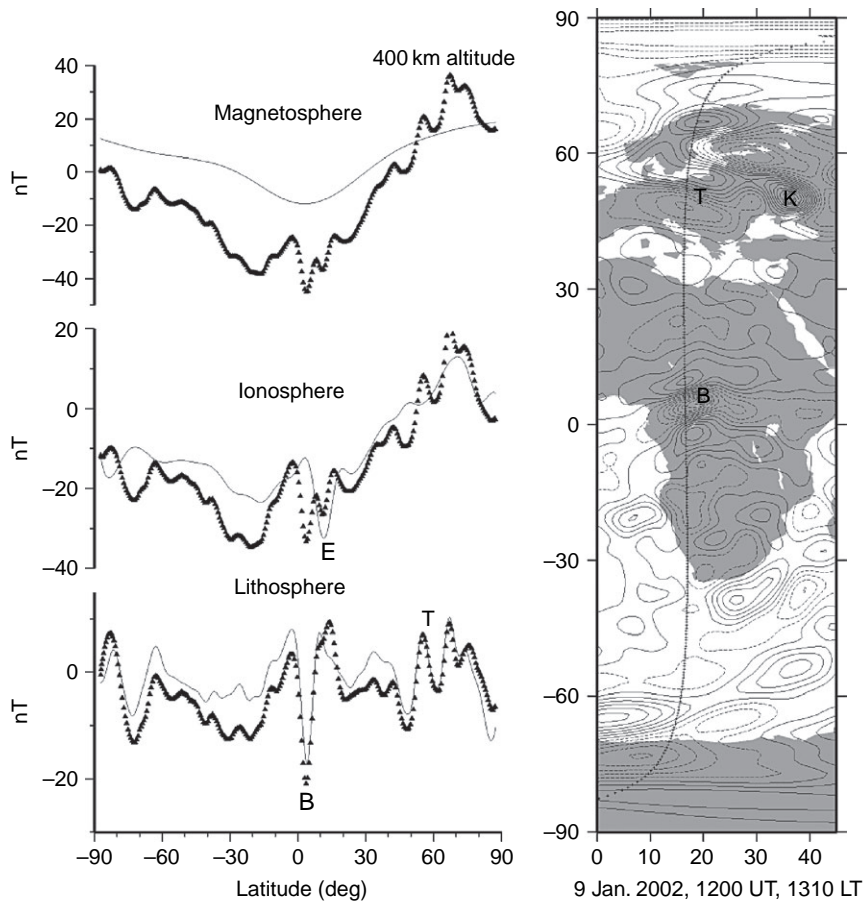 400 km altitude
Magnetosphere
40
20
0
−20
−40
nT
Ionosphere
20
0
−20
−40
nT
E
Lithosphere
T
0
−20
nT
B
−90
−60
−30
0
30
60
90
Latitude (deg)
90
60
30
0
−30
−60
−90
T
K
B
0
10
20
30
40
9 Jan. 2002, 1200 UT, 1310 LT